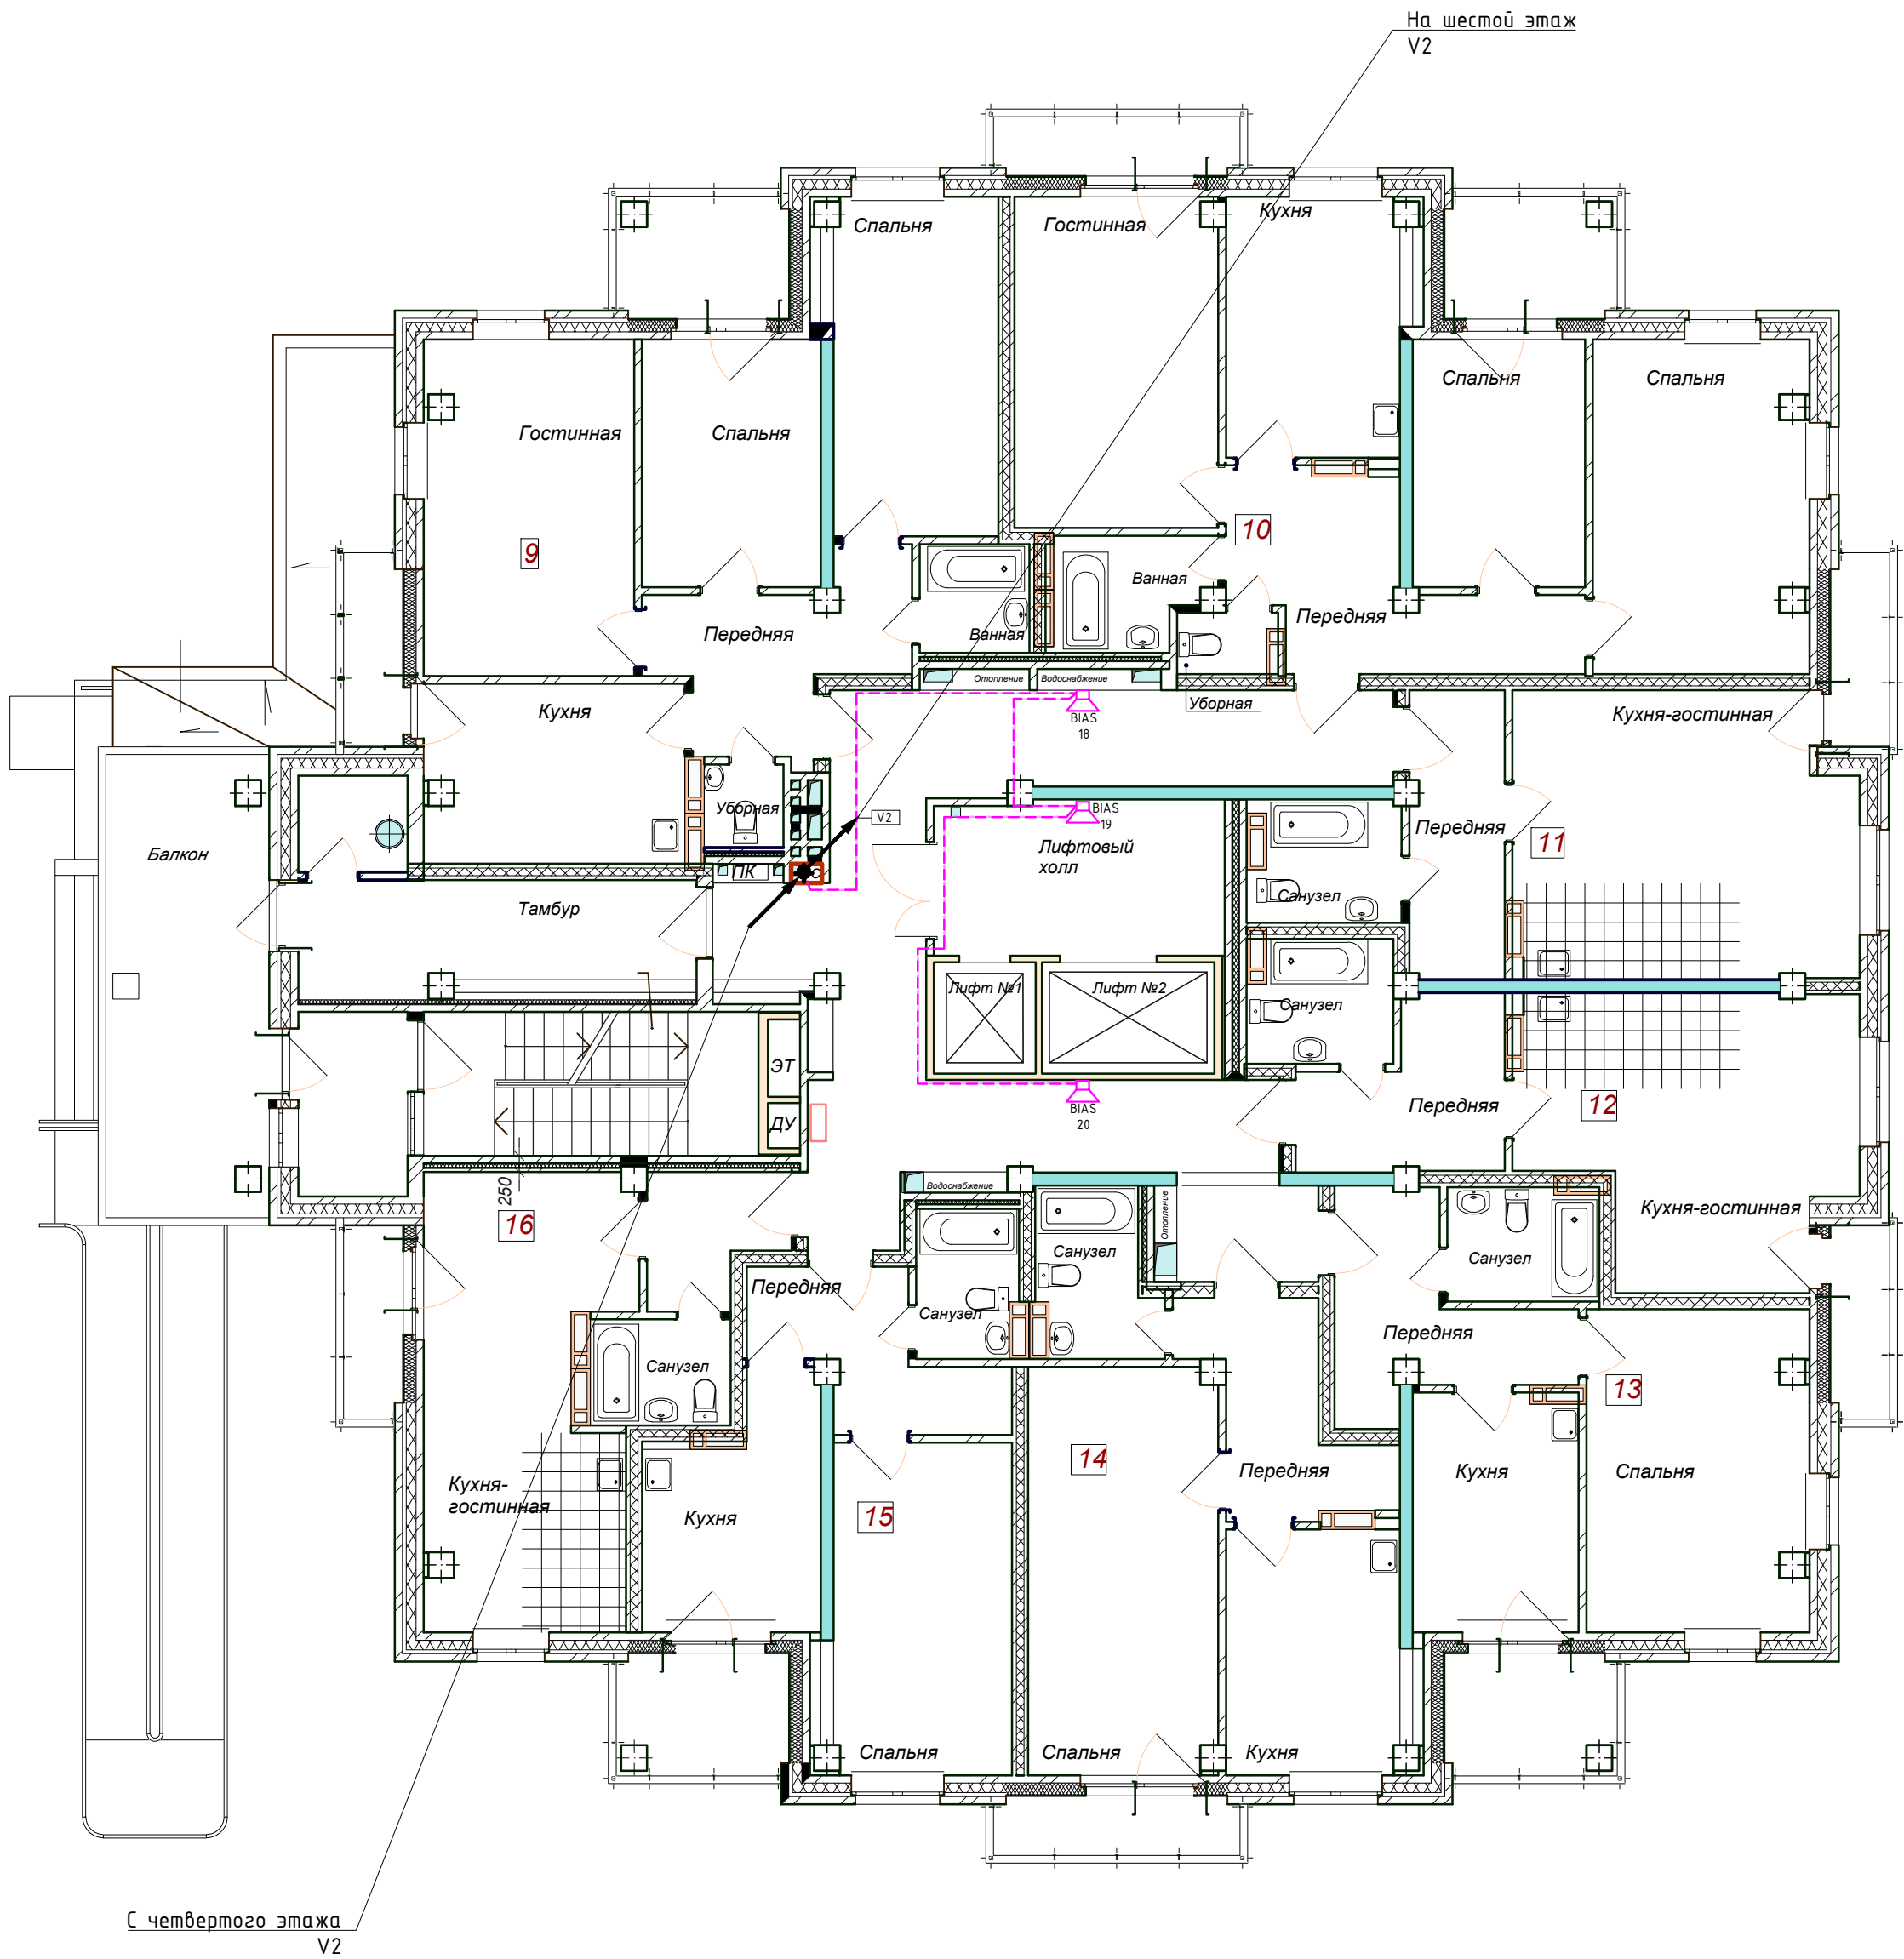 На шестой этаж
V2
Спальня
Гостинная
Кухня
Спальня
Спальня
Гостинная
Спальня
9
10
Ванная
Ванная
Передняя
Передняя
Отопление
Водоснабжение
Уборная
Кухня
Кухня-гостинная
BIAS
18
BIAS
19
Уборная
V2
Передняя
11
Лифтовый
холл
Балкон
ПК
Санузел
Тамбур
Лифт №1
Лифт №2
Санузел
ЭТ
ДУ
BIAS
20
Передняя
12
250
16
Водоснабжение
Отопление
Кухня-гостинная
Санузел
Санузел
Передняя
Санузел
Передняя
Санузел
13
14
Передняя
Кухня
Спальня
Кухня-
гостинная
Кухня
15
Спальня
Спальня
Кухня
С четвертого этажа
V2